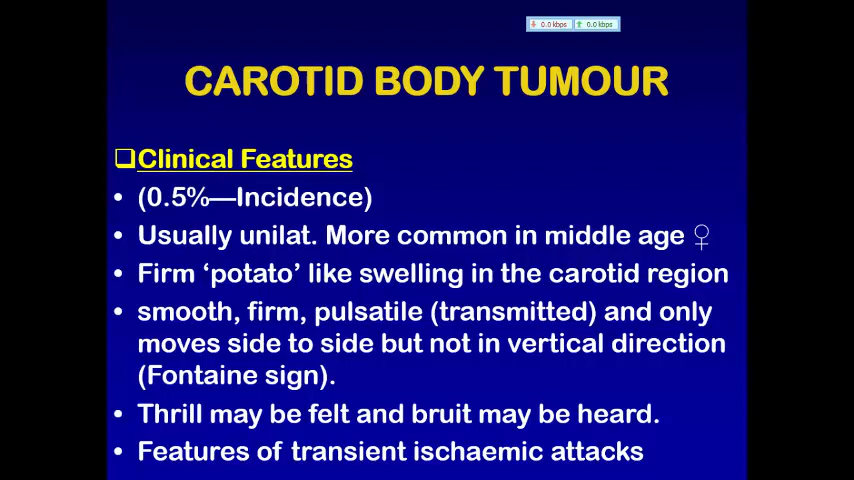 0.0 kbps 0.0 kbps
CAROTID BODY TUMOUR
❑Clinical Features
• (0.5%—Incidence)
• Usually unilat. More common in middle age ♀
• Firm ‘potato’ like swelling in the carotid region
• smooth, firm, pulsatile (transmitted) and only
moves side to side but not in vertical direction
(Fontaine sign).
• Thrill may be felt and bruit may be heard.
• Features of transient ischaemic attacks